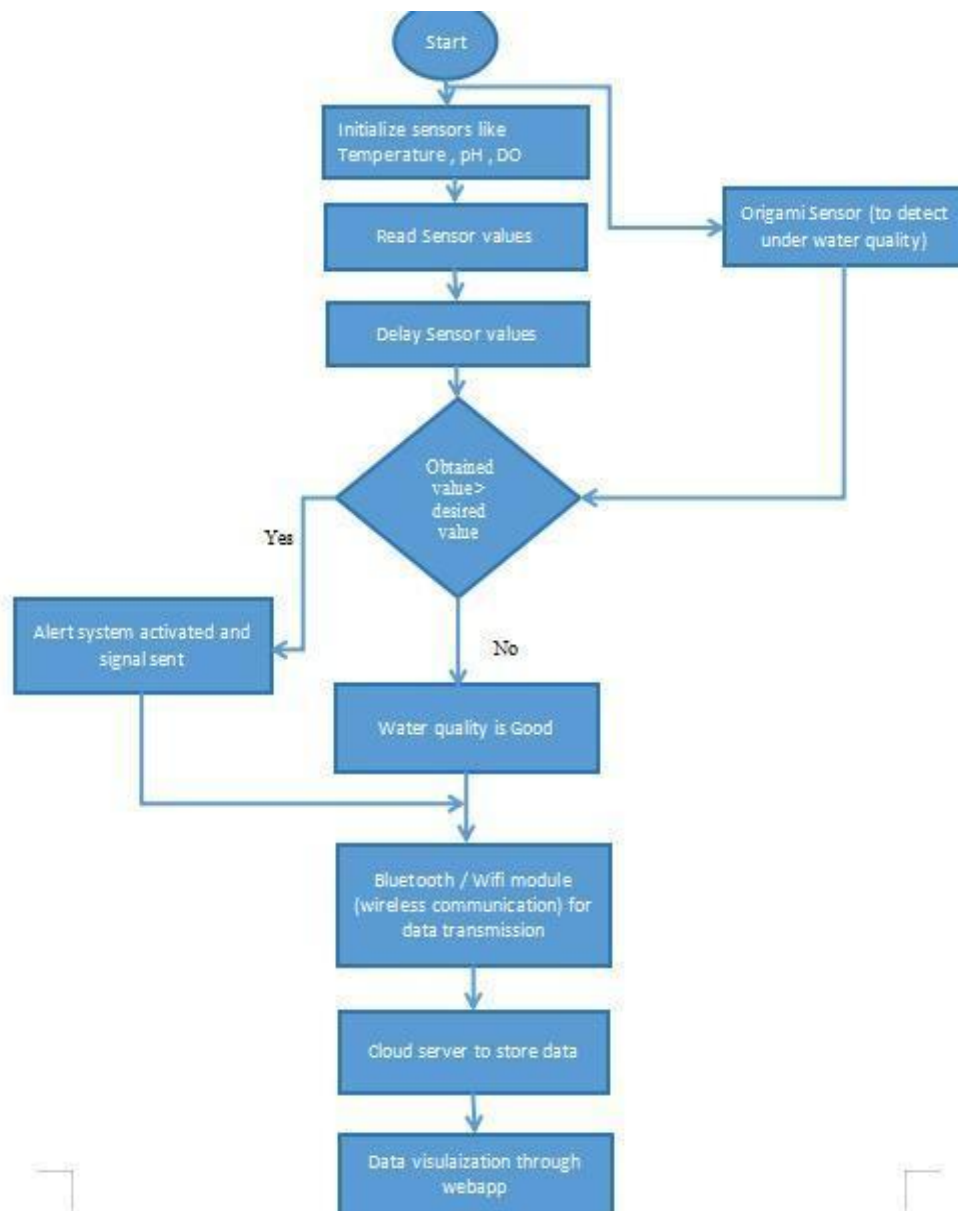 Start
Initialize sensors like
Temperature , pH , DO
Read Sensor values
Origami Sensor (to detect
under water quality)
Delay Sensor values
Obtained
value >
desired
value
Yes
No
Alert system activated and
signal sent
Water quality is Good
Bluetooth / Wifi module
(wireless communication) for
data transmission
Cloud server to store data
Data visulaization through
webapp